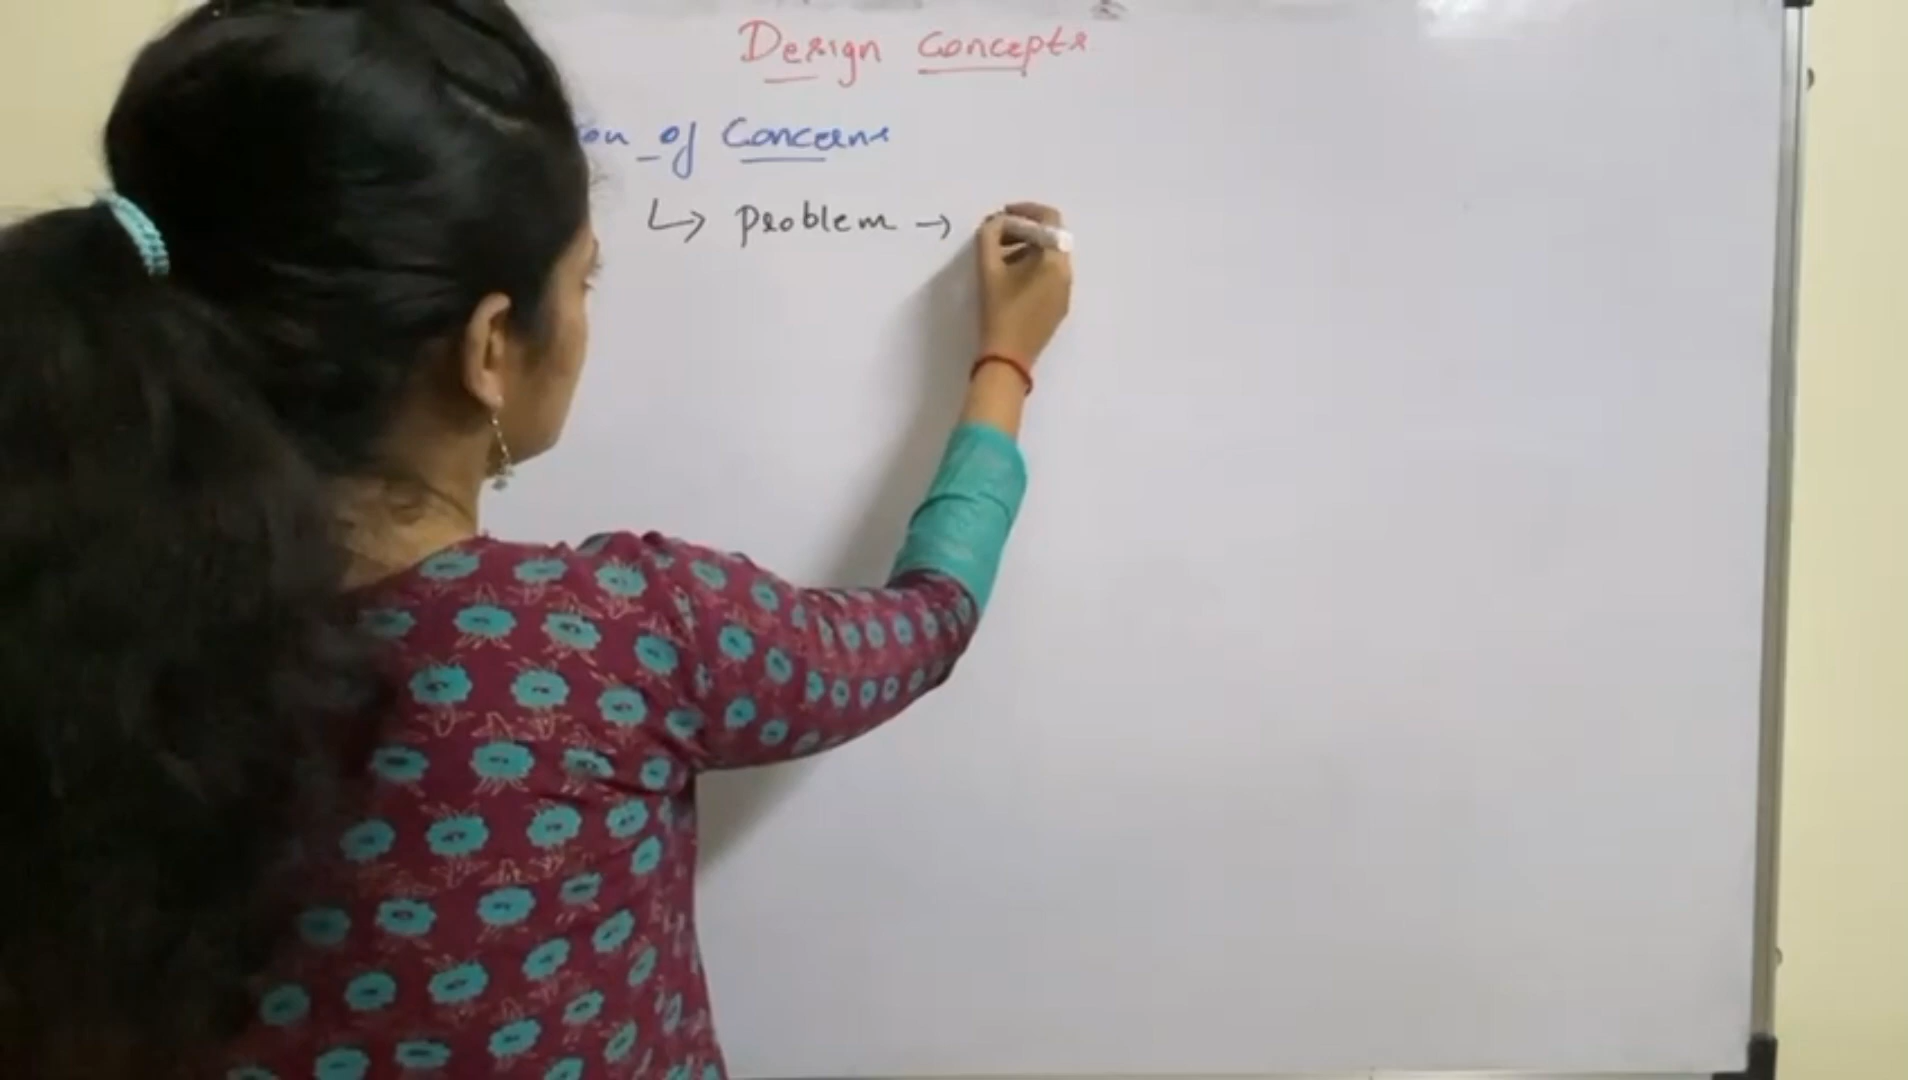 Design Concepts
of Concerns
↳ problem →